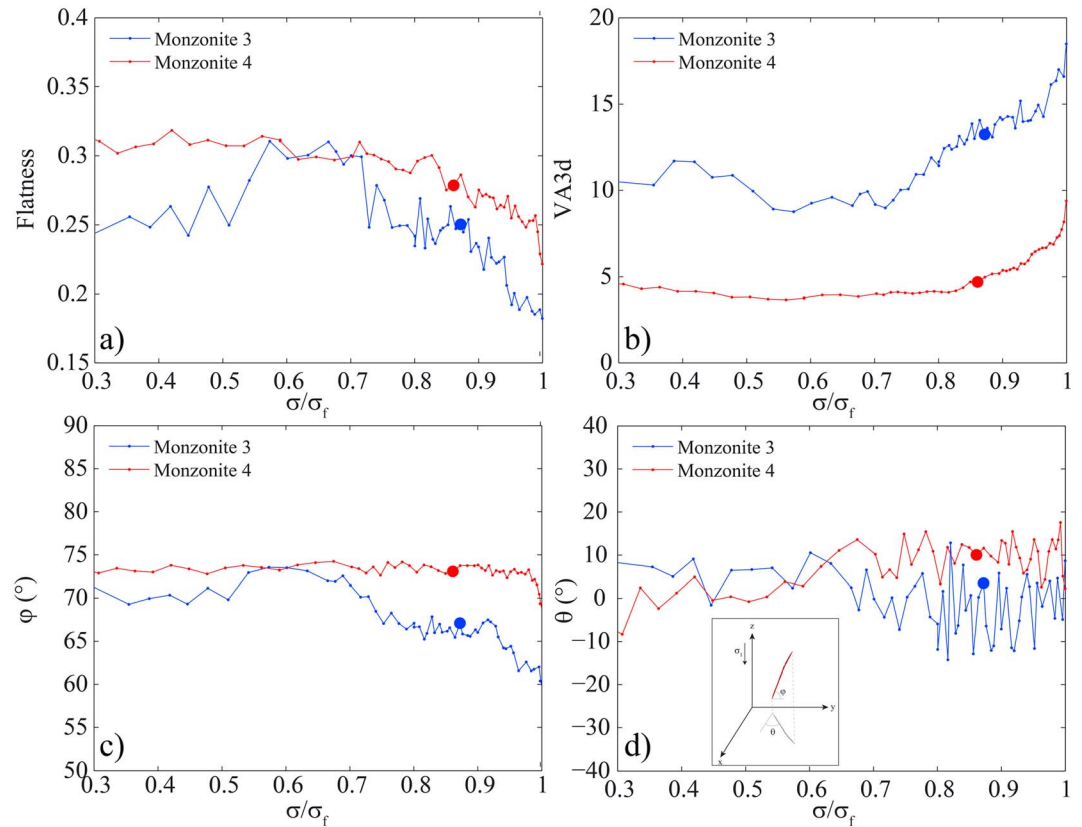 0.4
0.35
0.3
0.25
0.2
0.15
Flatness
Monzonite 3
Monzonite 4
a)
0.3 0.4 0.5 0.6 0.7 0.8 0.9 1
σ/σf
20
15
10
5
0
VA3d
Monzonite 3
Monzonite 4
b)
0.3 0.4 0.5 0.6 0.7 0.8 0.9 1
σ/σf
90
85
80
75
70
65
60
55
50
φ (°)
Monzonite 3
Monzonite 4
c)
0.3 0.4 0.5 0.6 0.7 0.8 0.9 1
σ/σf
40
30
20
10
0
−10
−20
−30
−40
θ (°)
Monzonite 3
Monzonite 4
z
φ
y
θ
x
d)
0.3 0.4 0.5 0.6 0.7 0.8 0.9 1
σ/σf